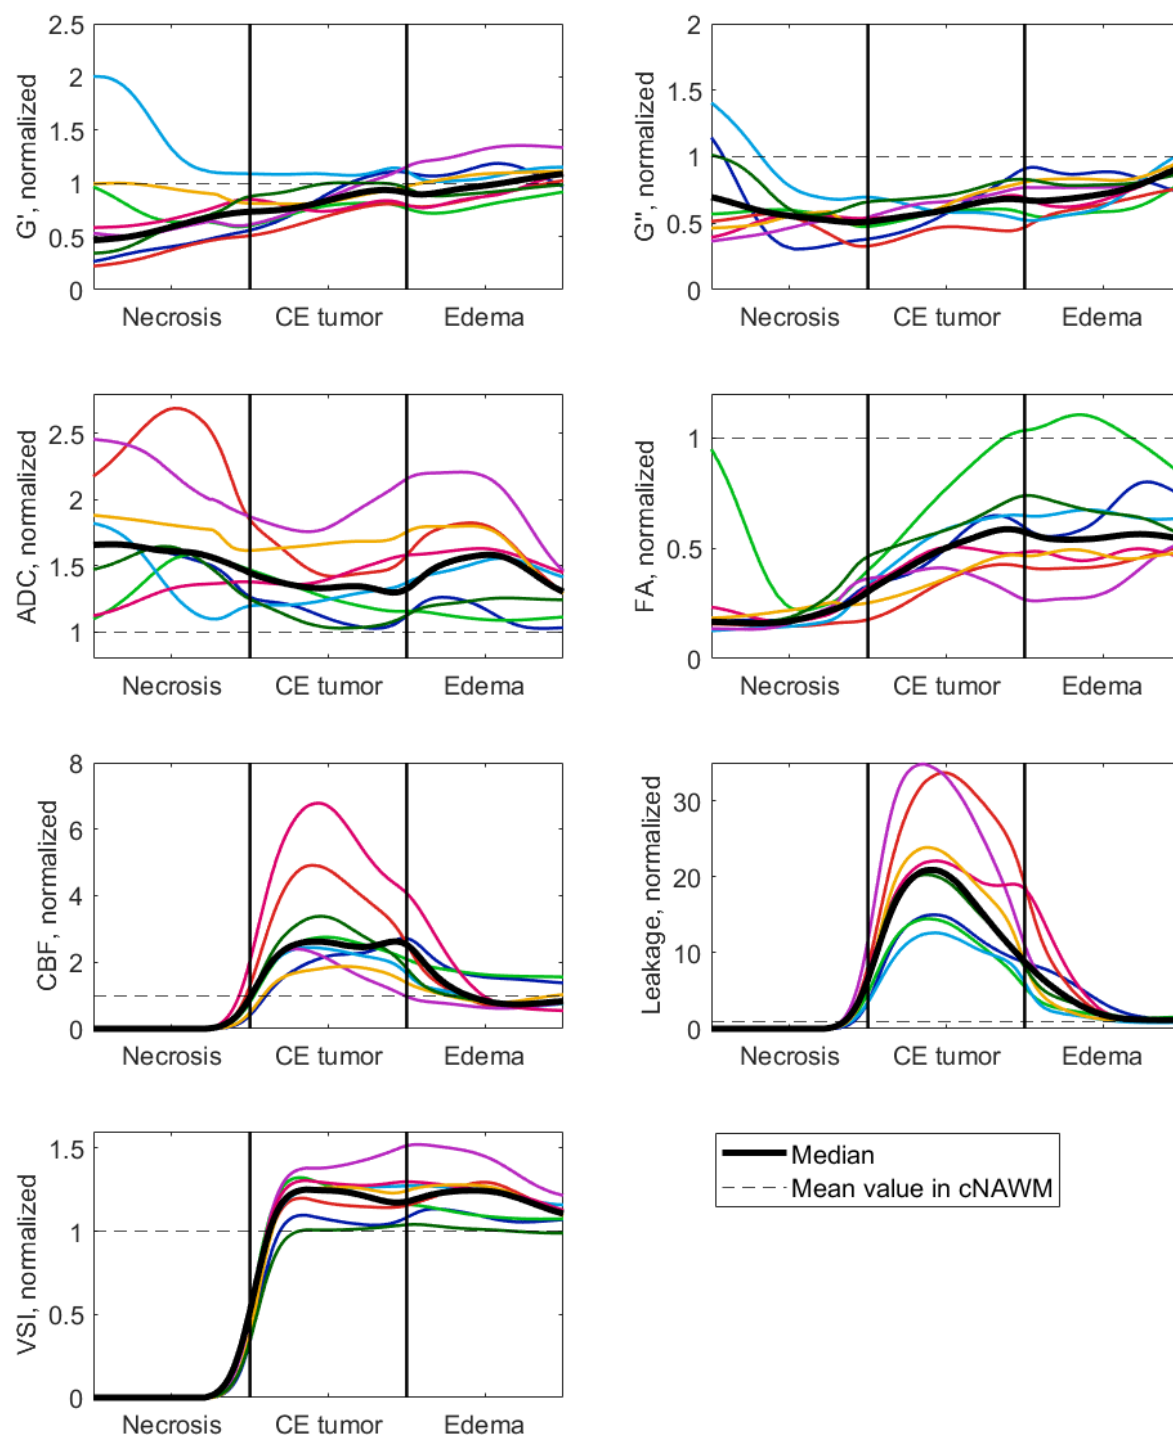 G', normalized
2.5
2
1.5
1
0.5
0
Necrosis CE tumor Edema
G", normalized
2
1.5
1
0.5
0
Necrosis CE tumor Edema
ADC, normalized
2.5
2
1.5
1
Necrosis CE tumor Edema
FA, normalized
1
0.5
0
Necrosis CE tumor Edema
CBF, normalized
8
6
4
2
0
Necrosis CE tumor Edema
Leakage, normalized
30
20
10
0
Necrosis CE tumor Edema
VSI, normalized
1.5
1
0.5
0
Necrosis CE tumor Edema
Median
Mean value in cNAWM